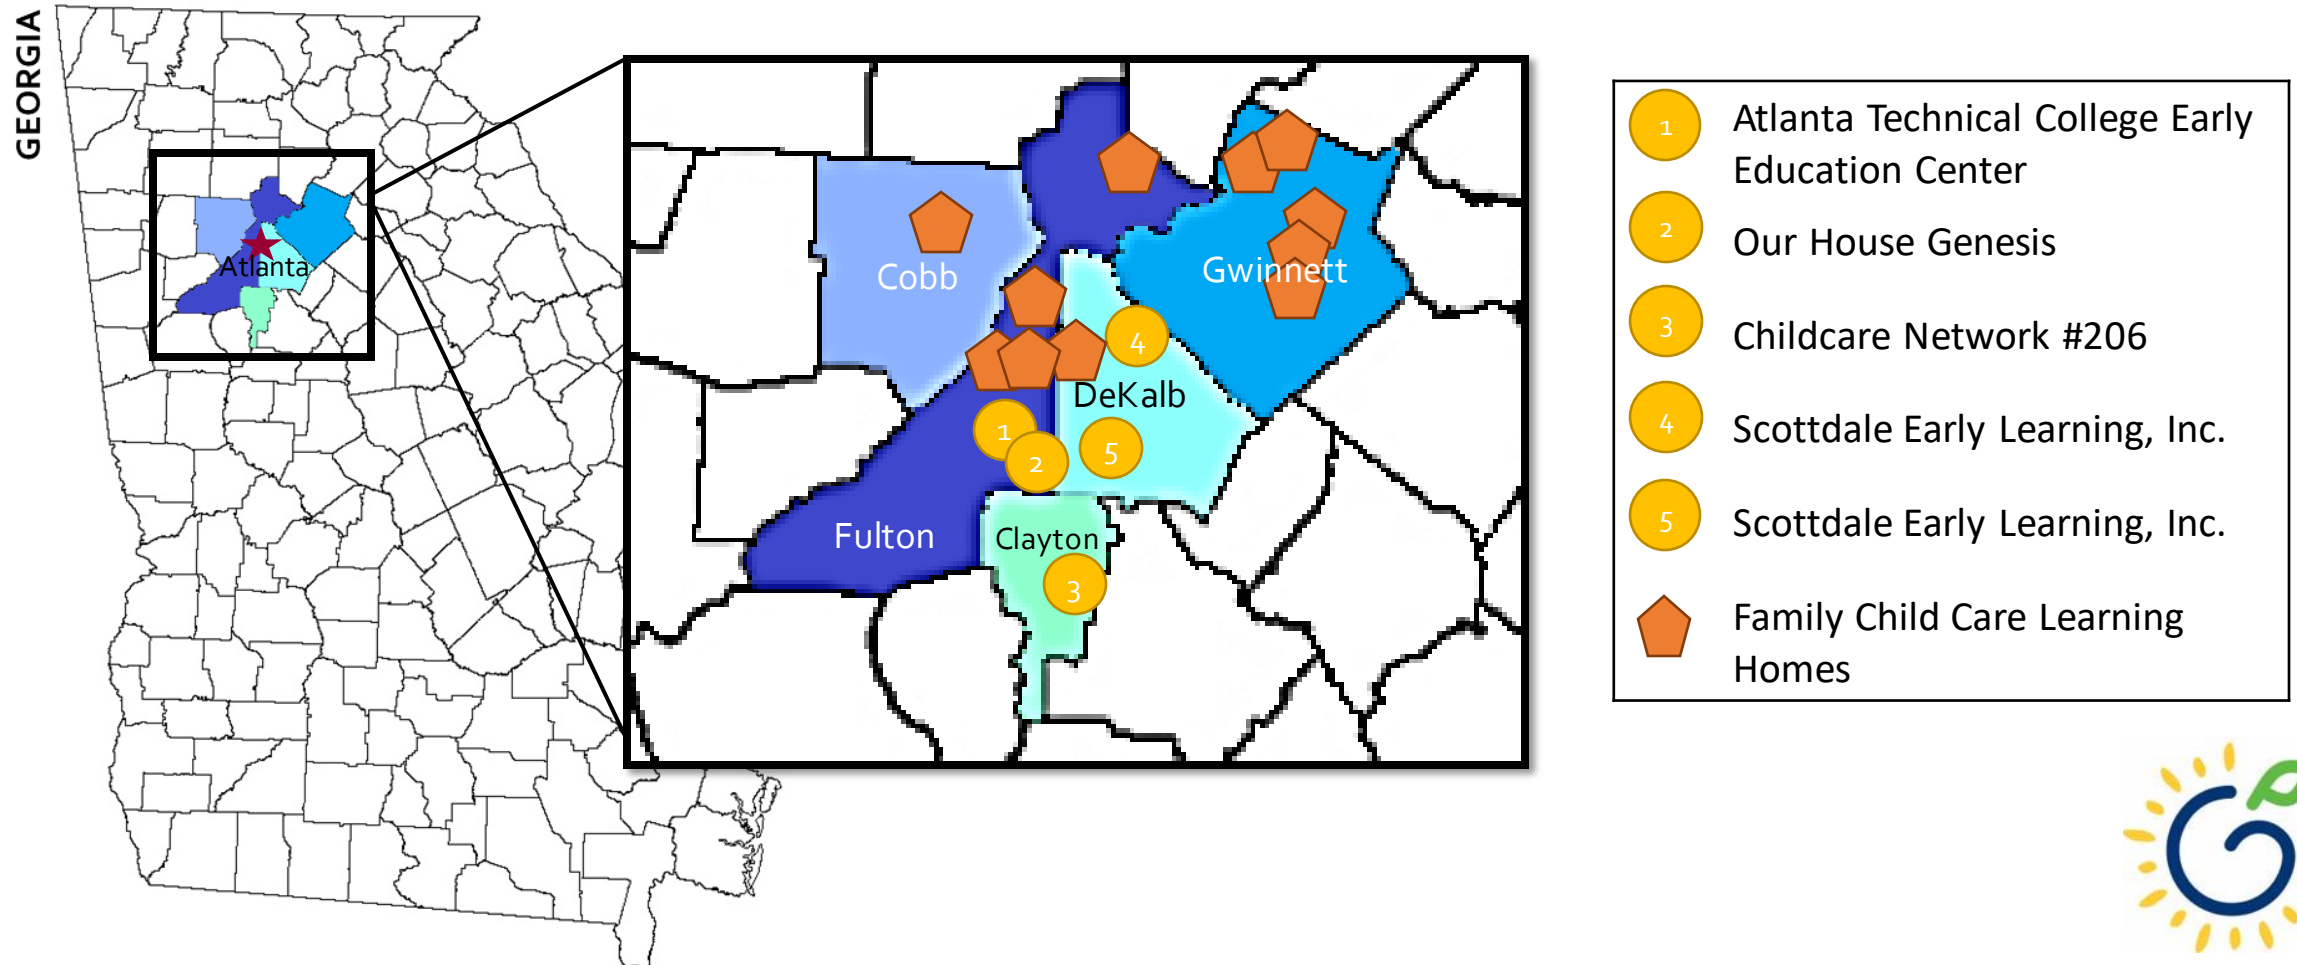 GEORGIA
Atlanta
Cobb
Gwinnett
4
DeKalb
1
2
5
Fulton
Clayton
3
1 Atlanta Technical College Early
Education Center
2 Our House Genesis
3 Childcare Network #206
4 Scottdale Early Learning, Inc.
5 Scottdale Early Learning, Inc.
Family Child Care Learning
Homes